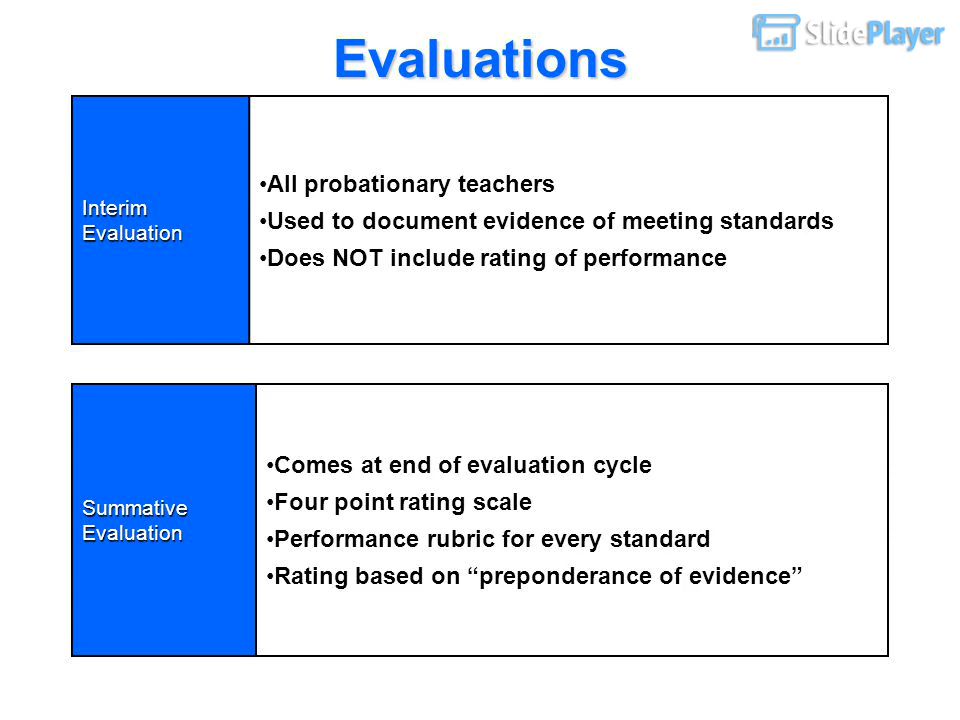 SlidePlayer
Evaluations
Interim
Evaluation
•All probationary teachers
•Used to document evidence of meeting standards
•Does NOT include rating of performance
Summative
Evaluation
•Comes at end of evaluation cycle
•Four point rating scale
•Performance rubric for every standard
•Rating based on “preponderance of evidence”